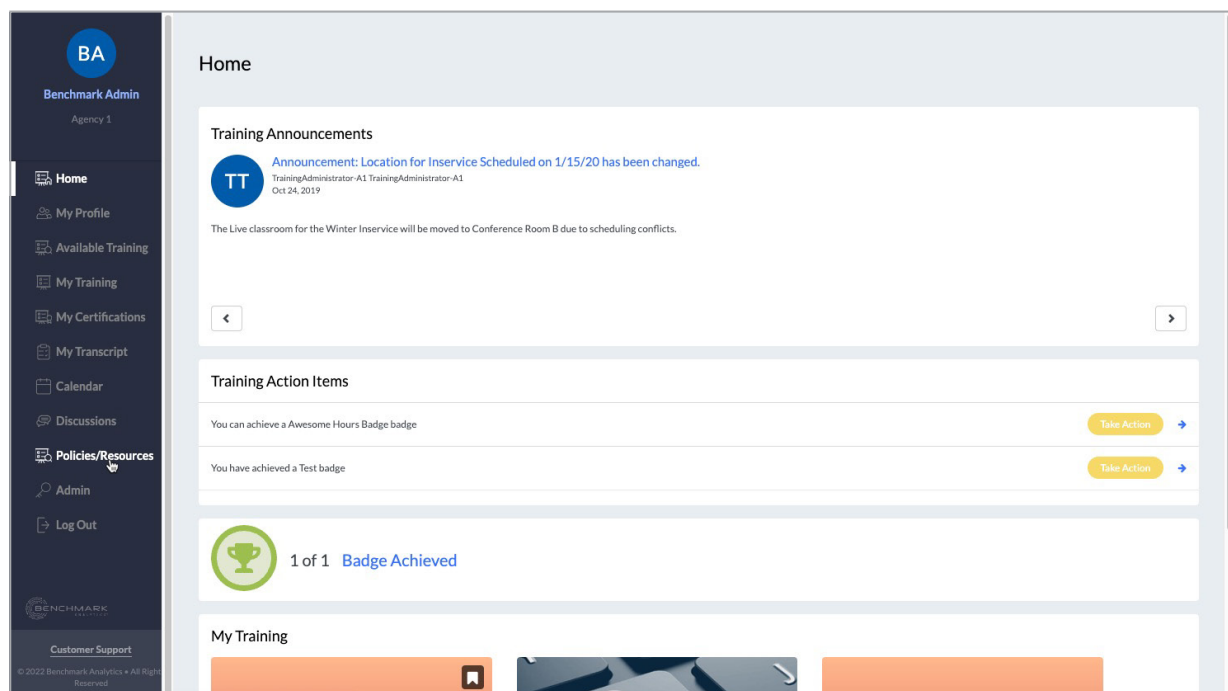 BA
Benchmark Admin
Agency 1
Home
My Profile
Available Training
My Training
My Certifications
My Transcript
Calendar
Discussions
Policies/Resources
Admin
Log Out
BENCHMARK
Customer Support
© 2022 Benchmark Analytics • All Right
Reserved
Home
Training Announcements
TT
Announcement: Location for Inservice Scheduled on 1/15/20 has been changed.
TrainingAdministrator-A1 TrainingAdministrator-A1
Oct 24, 2019
The Live classroom for the Winter Inservice will be moved to Conference Room B due to scheduling conflicts.
Training Action Items
You can achieve a Awesome Hours Badge badge
Take Action
You have achieved a Test badge
Take Action
1 of 1 Badge Achieved
My Training